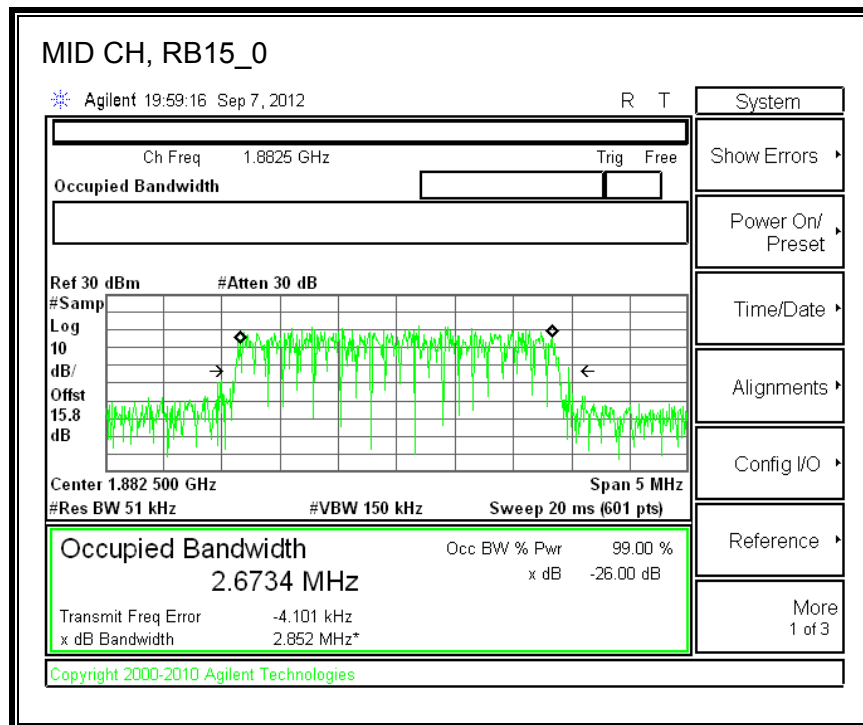 MID CH, RB15_0
Agilent 19:59:16 Sep 7, 2012 R T
System
Ch Freq 1.8825 GHz Trig Free
Occupied Bandwidth
Show Errors
Power On/
Preset
Time/Date
Alignments
Config I/O
Reference
More
1 of 3
Ref 30 dBm #Atten 30 dB
#Samp
Log
10
dB/
Offst
15.8
dB
Center 1.882 500 GHz Span 5 MHz
#Res BW 51 kHz #VBW 150 kHz Sweep 20 ms (601 pts)
Occupied Bandwidth
2.6734 MHz
Occ BW % Pwr 99.00 %
x dB -26.00 dB
Transmit Freq Error -4.101 kHz
x dB Bandwidth 2.852 MHz*
Copyright 2000-2010 Agilent Technologies